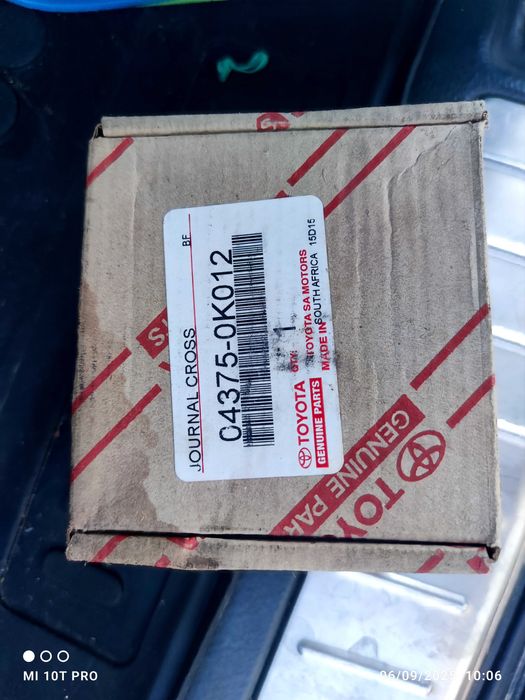 JOURNAL CROSS
BF
04375-0K012
TOYOTA
QTY. 1
GENUINE PARTS
TOYOTA SA MOTORS
MADE IN SOUTH AFRICA 15D15
TOYOTA
GENUINE PARTS
MI 10T PRO
06/09/2025 10:06